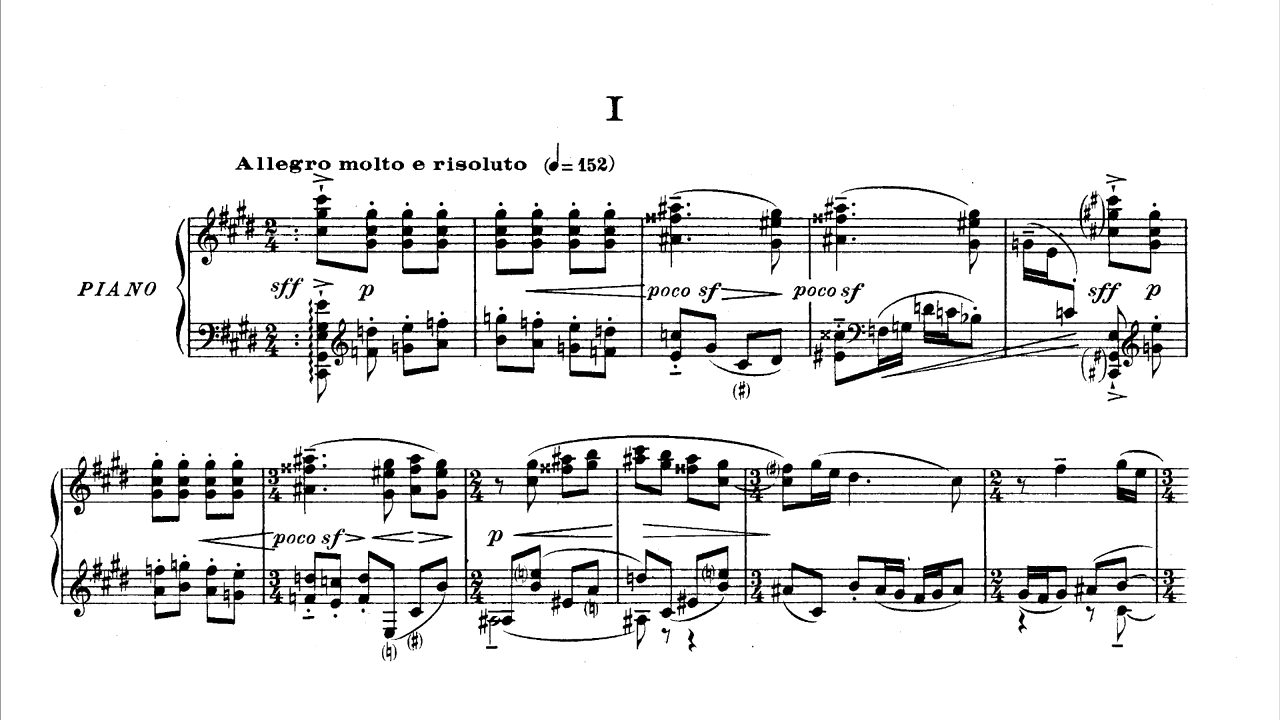 I
Allegro molto e risoluto (♩=152)
PIANO
sff p poco sf poco sf sff p
poco sf p